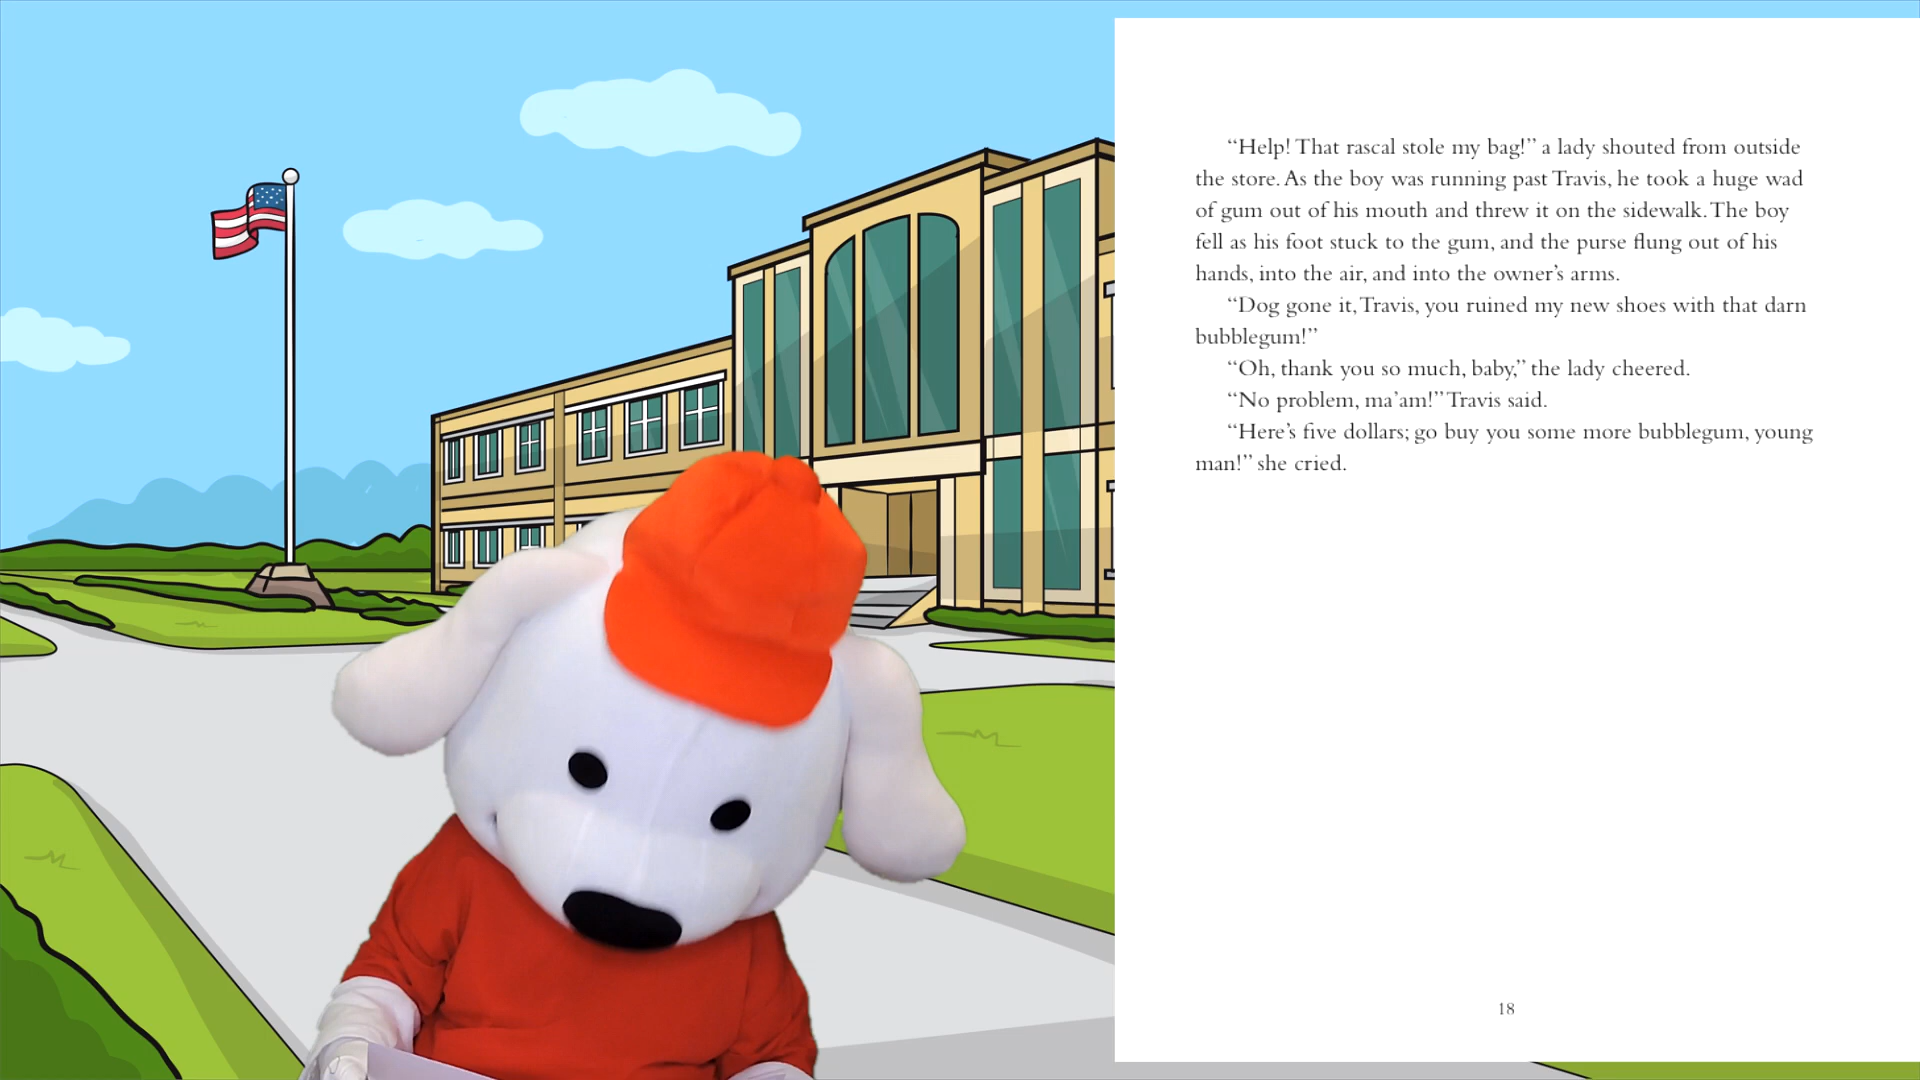 “Help! That rascal stole my bag!” a lady shouted from outside
the store. As the boy was running past Travis, he took a huge wad
of gum out of his mouth and threw it on the sidewalk. The boy
fell as his foot stuck to the gum, and the purse flung out of his
hands, into the air, and into the owner’s arms.
“Dog gone it, Travis, you ruined my new shoes with that darn
bubblegum!”
“Oh, thank you so much, baby,” the lady cheered.
“No problem, ma’am!” Travis said.
“Here’s five dollars; go buy you some more bubblegum, young
man!” she cried.
18